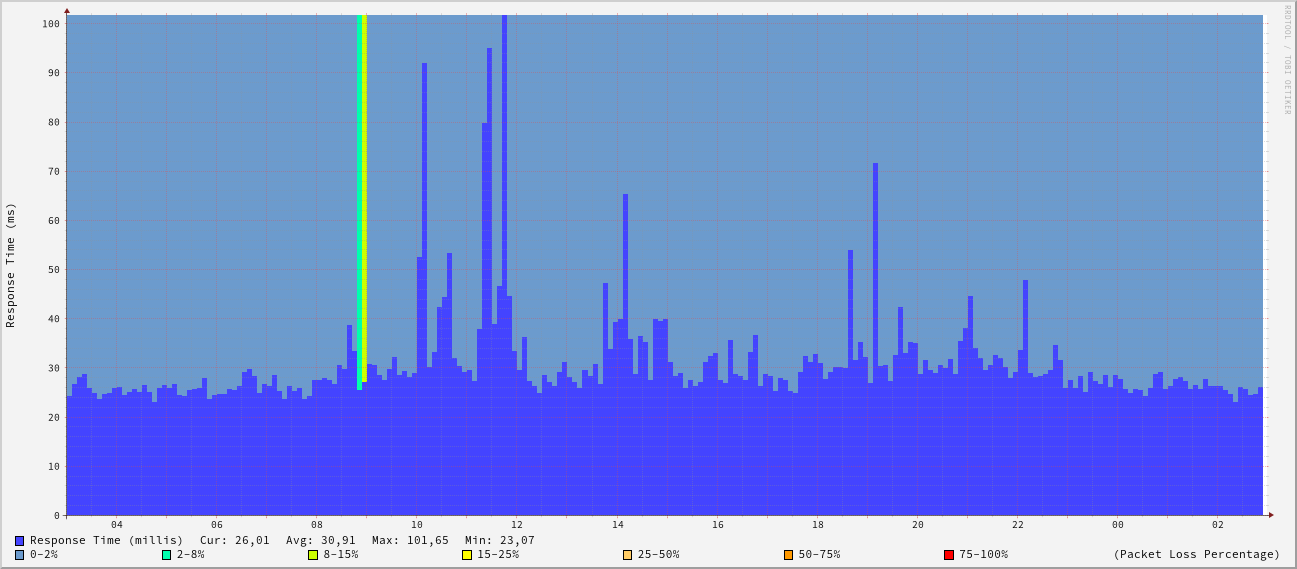 RRDTOOL / TOBI OETIKER
Response Time (ms)
100
90
80
70
60
50
40
30
20
10
0
04 06 08 10 12 14 16 18 20 22 00 02
Response Time (millis) Cur: 26,01 Avg: 30,91 Max: 101,65 Min: 23,07
0-2% 2-8% 8-15% 15-25% 25-50% 50-75% 75-100% (Packet Loss Percentage)